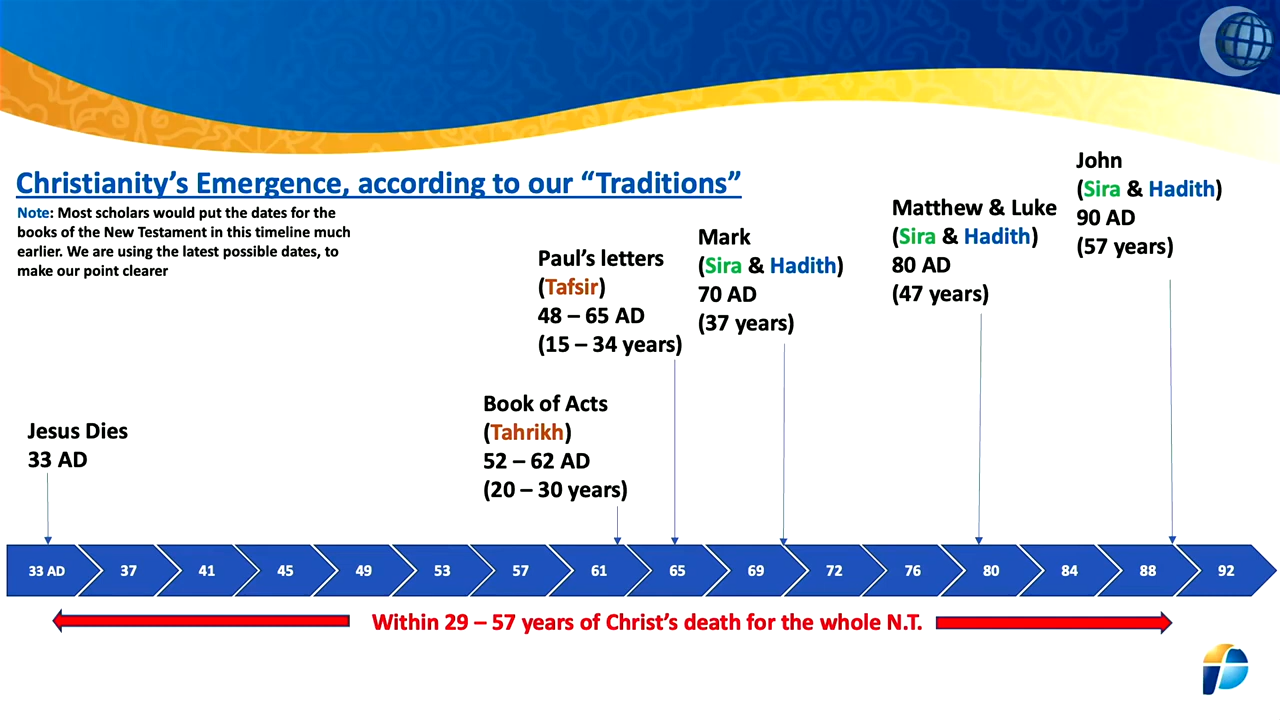 Christianity's Emergence, according to our “Traditions”
Note: Most scholars would put the dates for the
books of the New Testament in this timeline much
earlier. We are using the latest possible dates, to
make our point clearer
Jesus Dies
33 AD
Book of Acts
(Tahrikh)
52 – 62 AD
(20 – 30 years)
Paul's letters
(Tafsir)
48 – 65 AD
(15 – 34 years)
Mark
(Sira & Hadith)
70 AD
(37 years)
Matthew & Luke
(Sira & Hadith)
80 AD
(47 years)
John
(Sira & Hadith)
90 AD
(57 years)
33 AD 37 41 45 49 53 57 61 65 69 72 76 80 84 88 92
Within 29 – 57 years of Christ's death for the whole N.T.